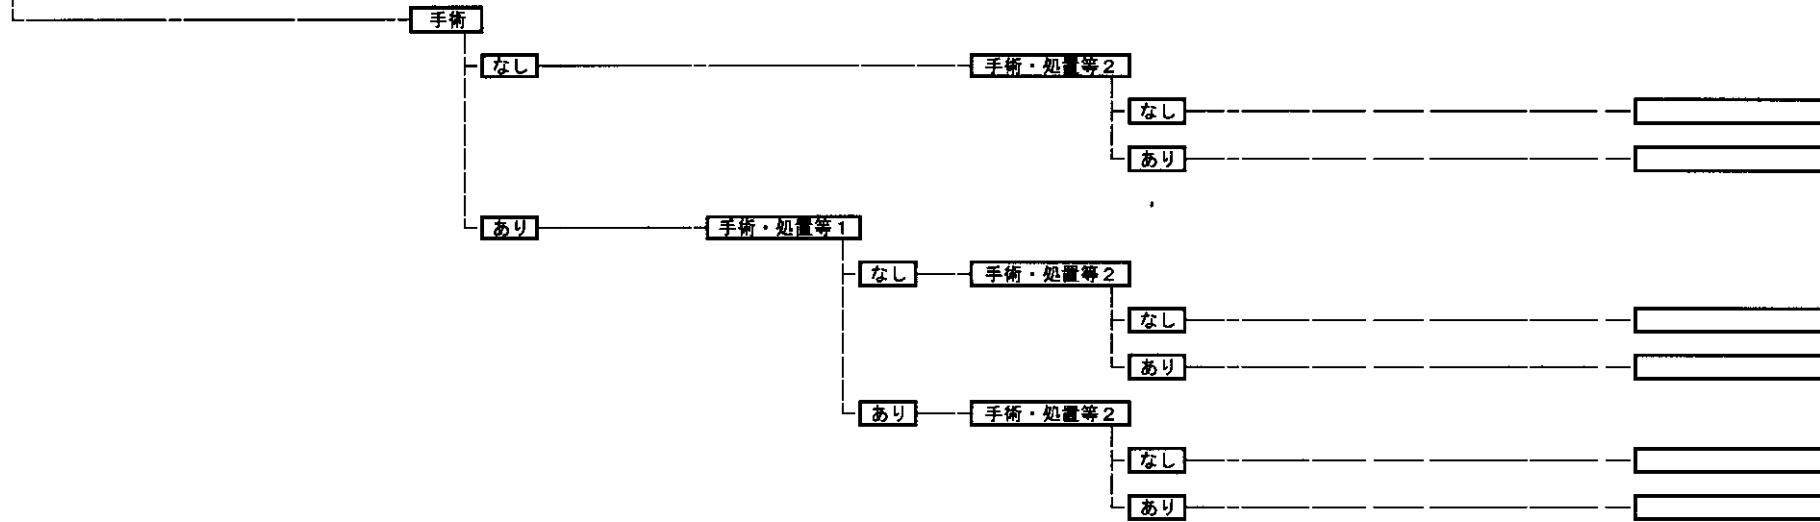 手術
なし 手術・処置等2
なし
あり
あり 手術・処置等1
なし 手術・処置等2
なし
あり
あり 手術・処置等2
なし
あり